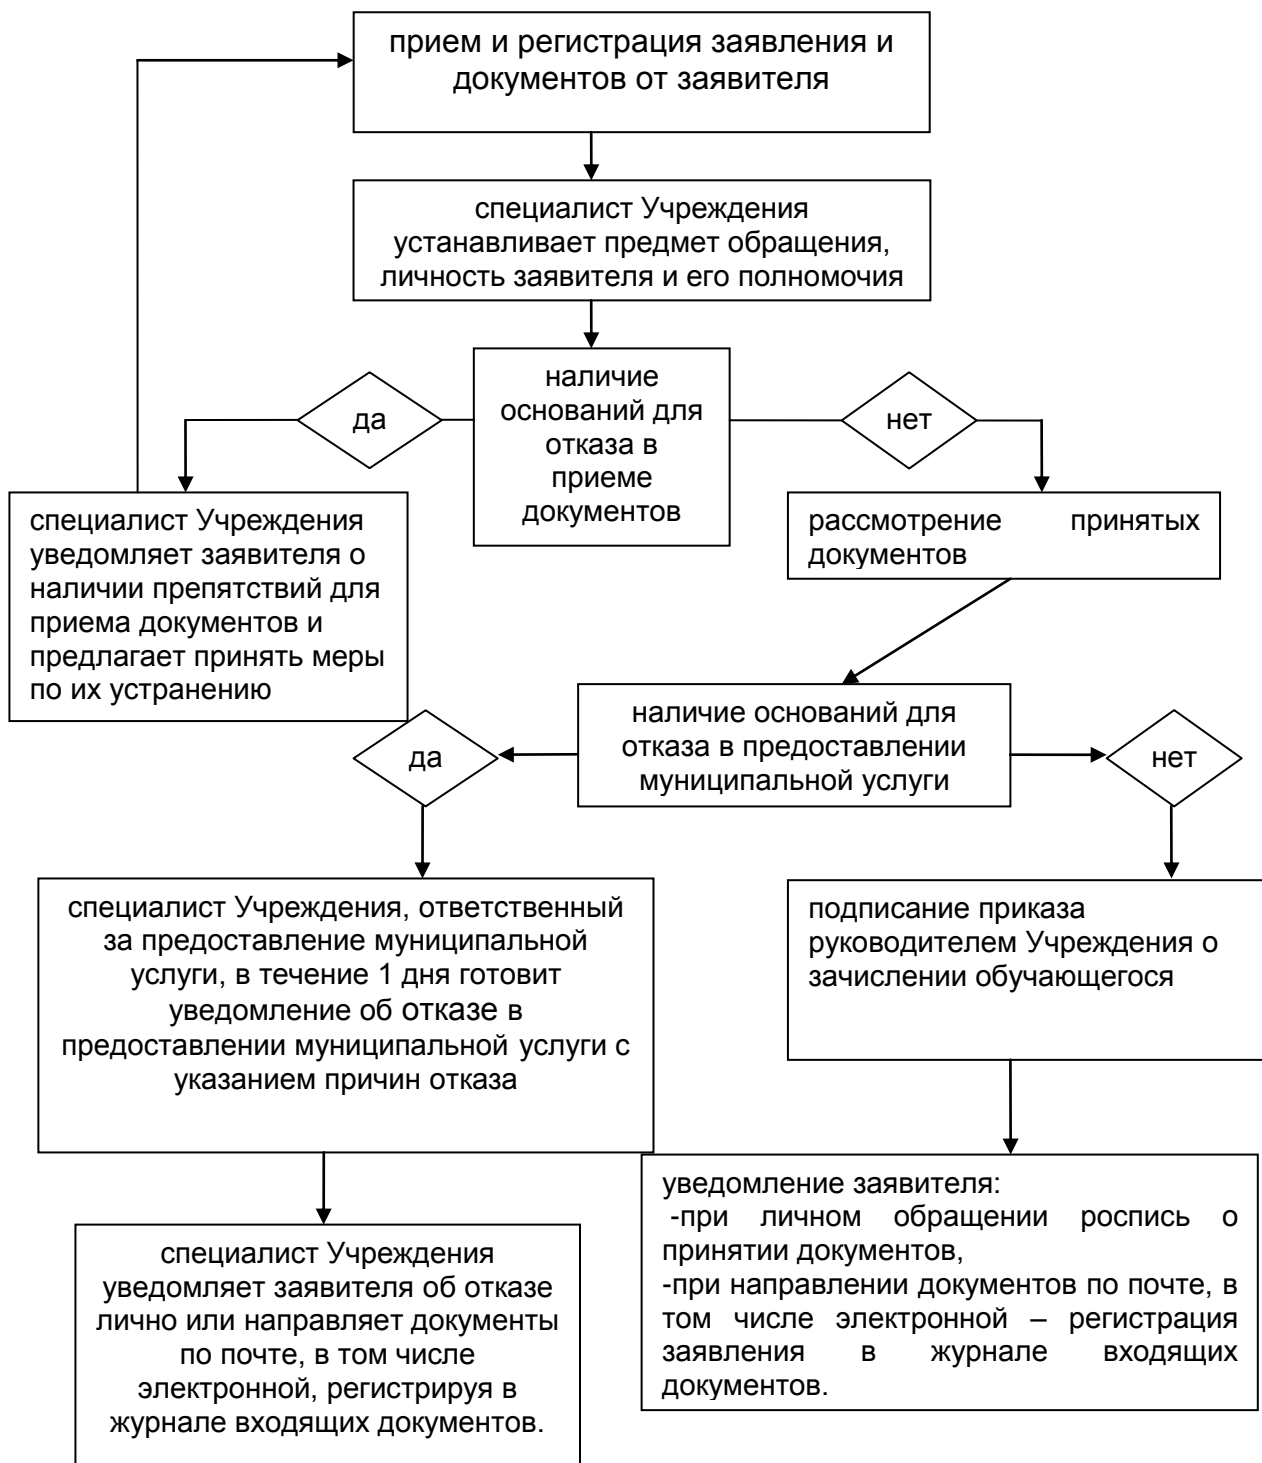 прием и регистрация заявления и
документов от заявителя
специалист Учреждения
устанавливает предмет обращения,
личность заявителя и его полномочия
наличие
оснований для
отказа в
приеме
документов
да
нет
специалист Учреждения
уведомляет заявителя о
наличии препятствий для
приема документов и
предлагает принять меры
по их устранению
рассмотрение принятых
документов
наличие оснований для
отказа в предоставлении
муниципальной услуги
да
нет
специалист Учреждения, ответственный
за предоставление муниципальной
услуги, в течение 1 дня готовит
уведомление об отказе в
предоставлении муниципальной услуги с
указанием причин отказа
подписание приказа
руководителем Учреждения о
зачислении обучающегося
специалист Учреждения
уведомляет заявителя об отказе
лично или направляет документы
по почте, в том числе
электронной, регистрируя в
журнале входящих документов.
уведомление заявителя:
-при личном обращении роспись о
принятии документов,
-при направлении документов по почте, в
том числе электронной – регистрация
заявления в журнале входящих
документов.